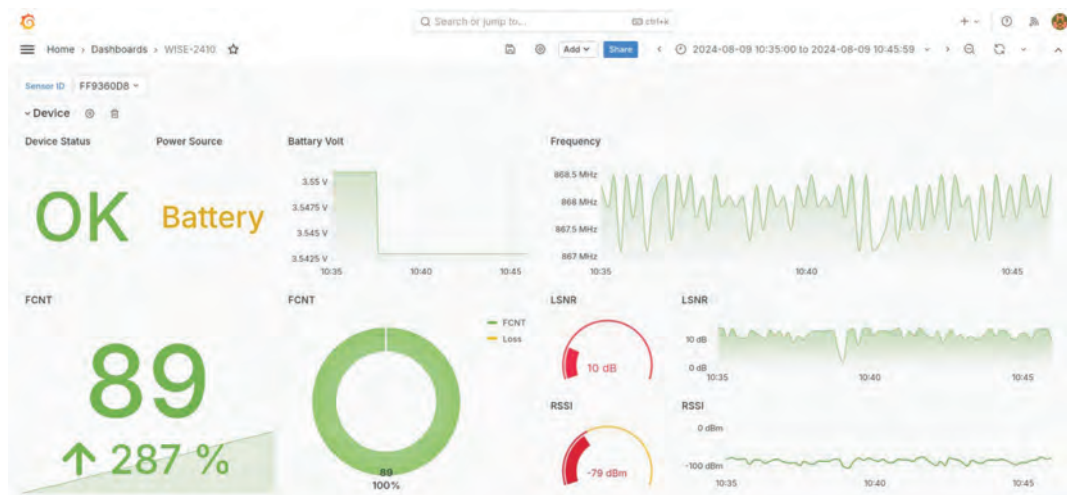 Search or jump to... ctrl+k
Home › Dashboards › WISE-2410 Add Share 2024-08-09 10:35:00 to 2024-08-09 10:45:59
Sensor ID FF9360D8
Device
Device Status
OK
Power Source
Battery
Battary Volt
3.55 V
3.5475 V
3.545 V
3.5425 V
10:35 10:40 10:45
Frequency
868.5 MHz
868 MHz
867.5 MHz
867 MHz
10:35 10:40 10:45
FCNT
89
287 %
FCNT
FCNT
Loss
89
100%
LSNR
10 dB
LSNR
10 dB
0 dB
10:35 10:40 10:45
RSSI
-79 dBm
RSSI
0 dBm
-100 dBm
10:35 10:40 10:45